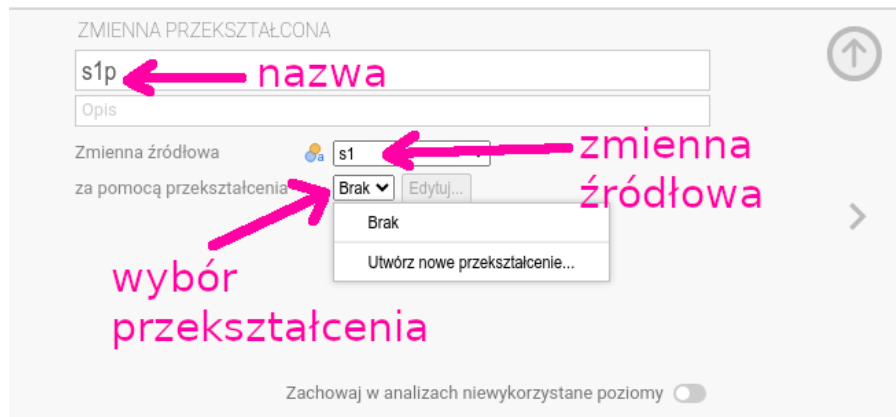 ZMIENNA PRZEKSZTAŁCONA
s1p nazwa
Opis
Zmienna źródłowa a s1 zmienna źródłowa
za pomocą przekształcenia Brak Edytuj...
Brak
Utwórz nowe przekształcenie...
wybór
przekształcenia
Zachowaj w analizach niewykorzystane poziomy